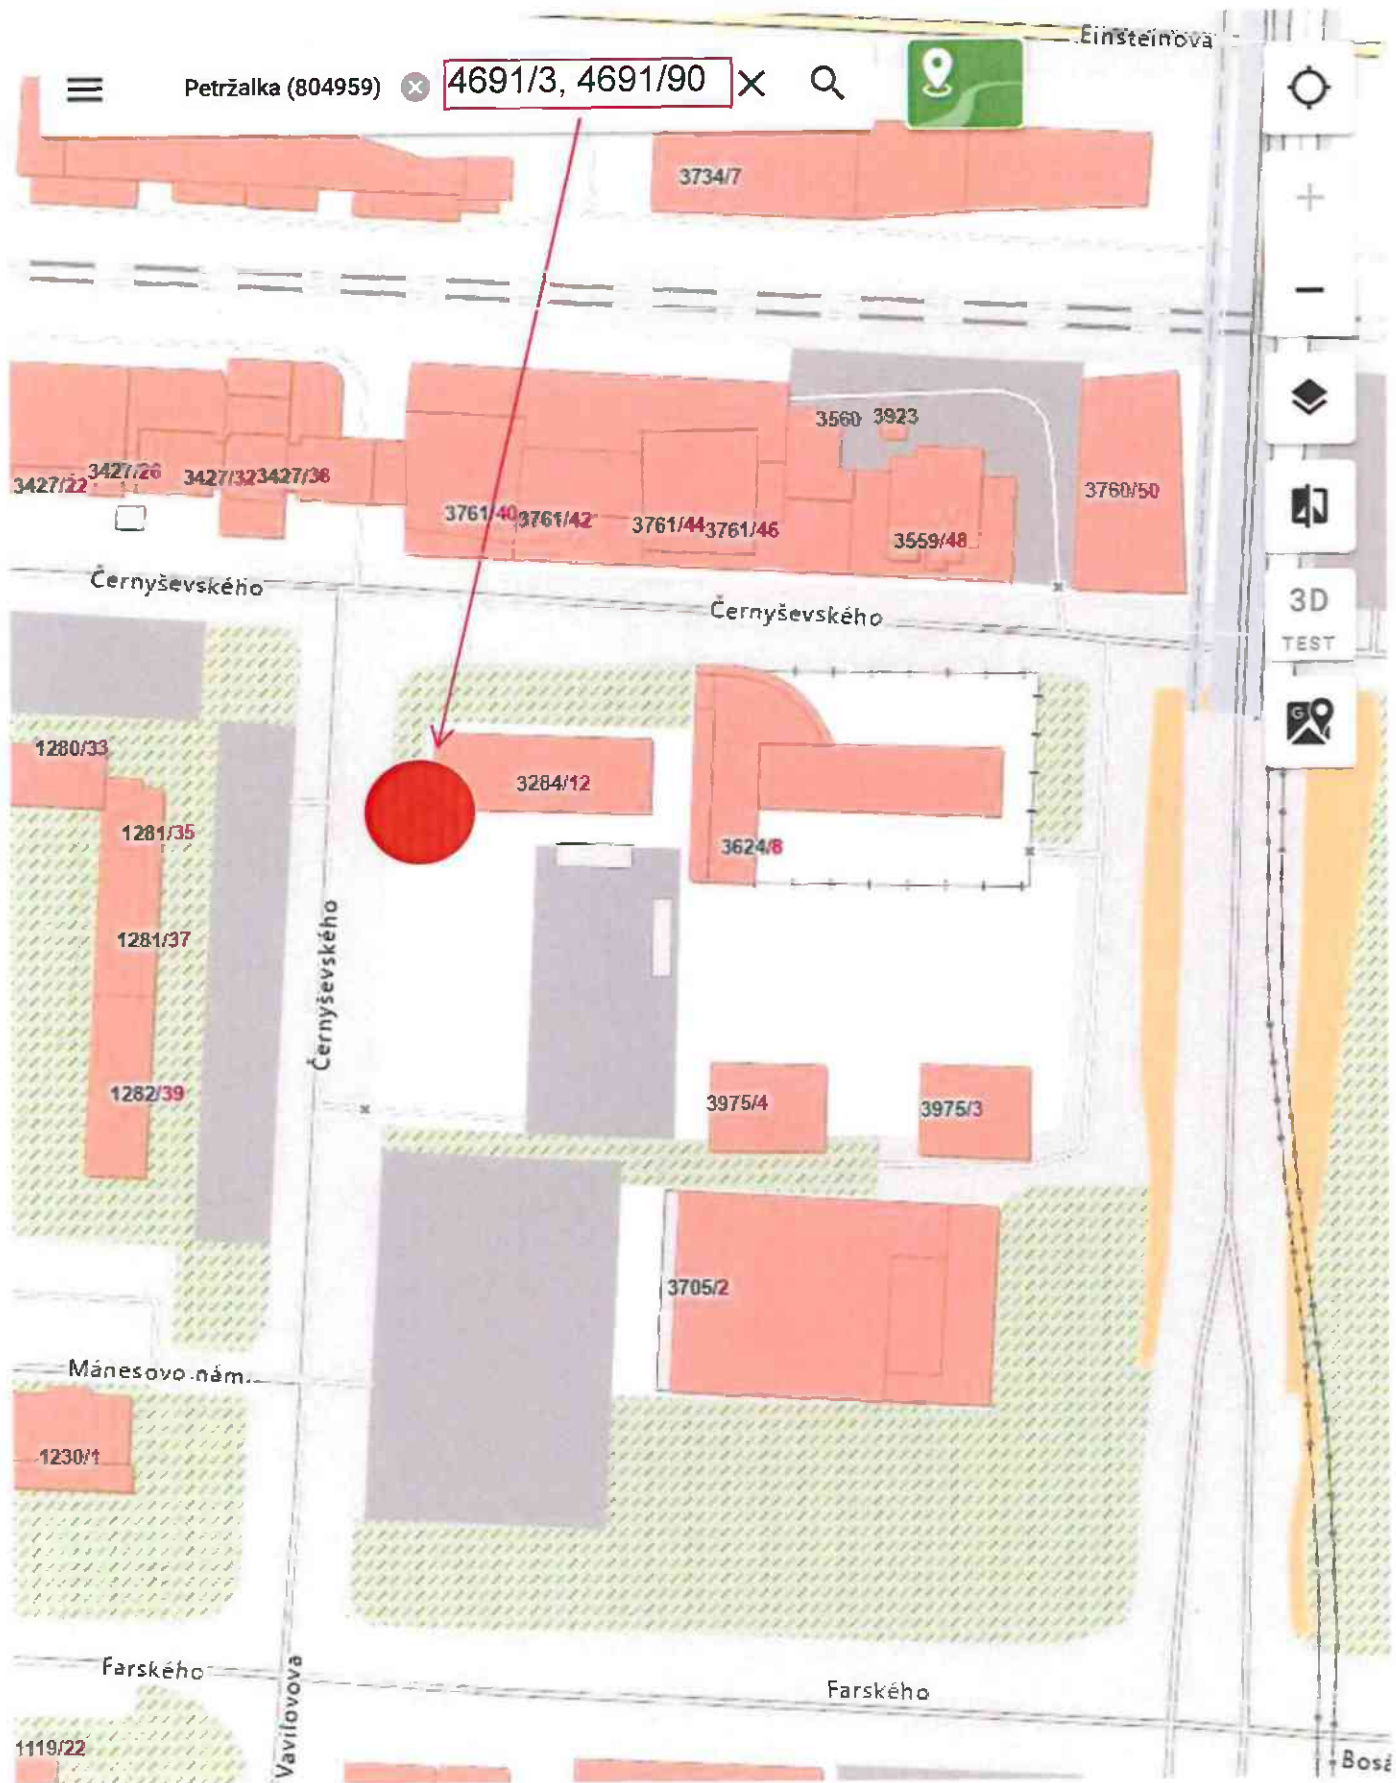 Einsteinova
Petržalka (804959)
4691/3, 4691/90
3734/7
3560
3923
3427/22
3427/26
3427/32
3427/36
3761/40
3761/42
3761/44
3761/46
3559/48
3760/50
Černyševského
Černyševského
3D
TEST
G
1280/33
3284/12
1281/35
3624/8
1281/37
Černyševského
1282/39
3975/4
3975/3
3705/2
Mánesovo nám.
1230/1
Farského
Farského
Vavilovova
1119/22